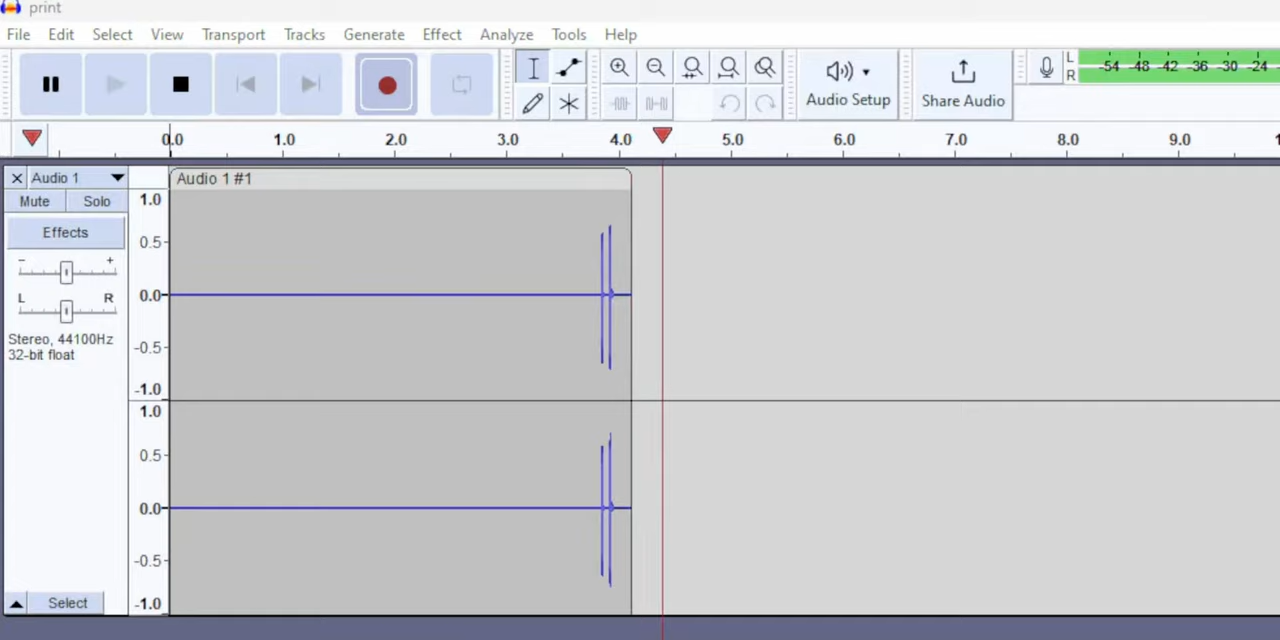 print
File Edit Select View Transport Tracks Generate Effect Analyze Tools Help
Audio Setup
Share Audio
L
R
-54 -48 -42 -36 -30 -24
0.0 1.0 2.0 3.0 4.0 5.0 6.0 7.0 8.0 9.0
Audio 1
Audio 1 #1
Mute Solo
Effects
- +
L R
Stereo, 44100Hz
32-bit float
Select
1.0
0.5
0.0
-0.5
-1.0
1.0
0.5
0.0
-0.5
-1.0